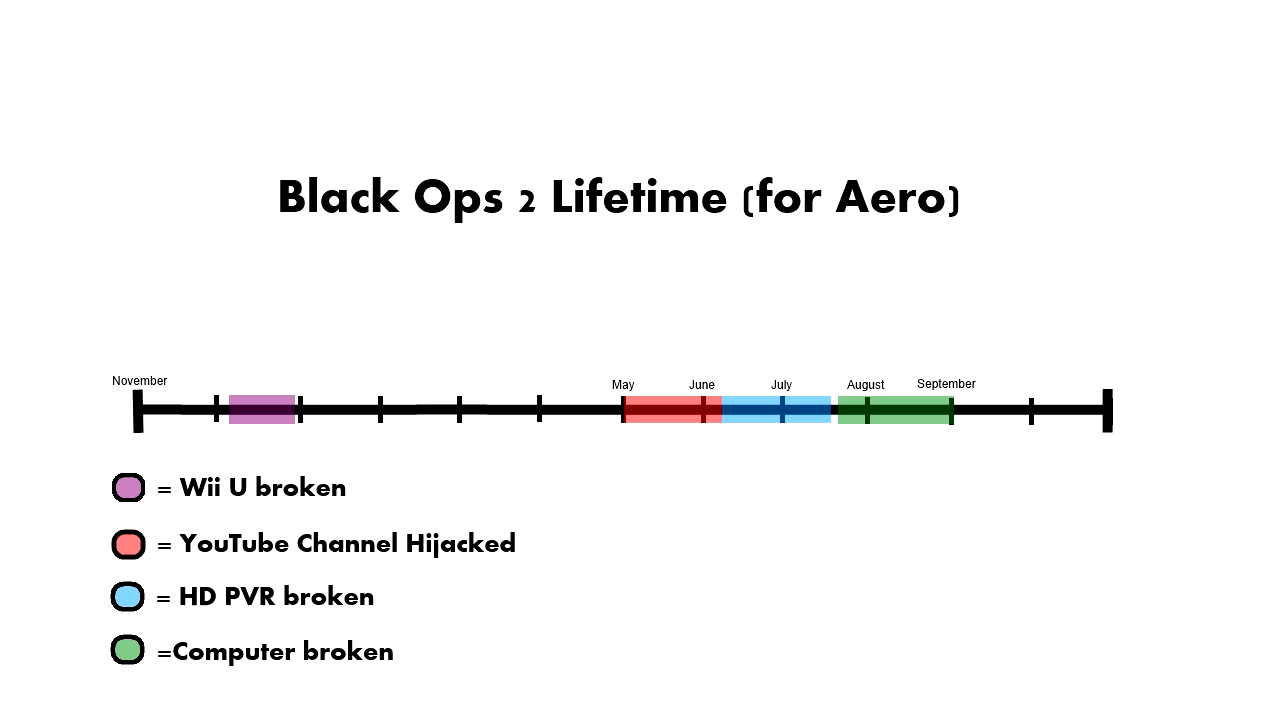 Black Ops 2 Lifetime (for Aero)
November
May June July August September
= Wii U broken
= YouTube Channel Hijacked
= HD PVR broken
=Computer broken